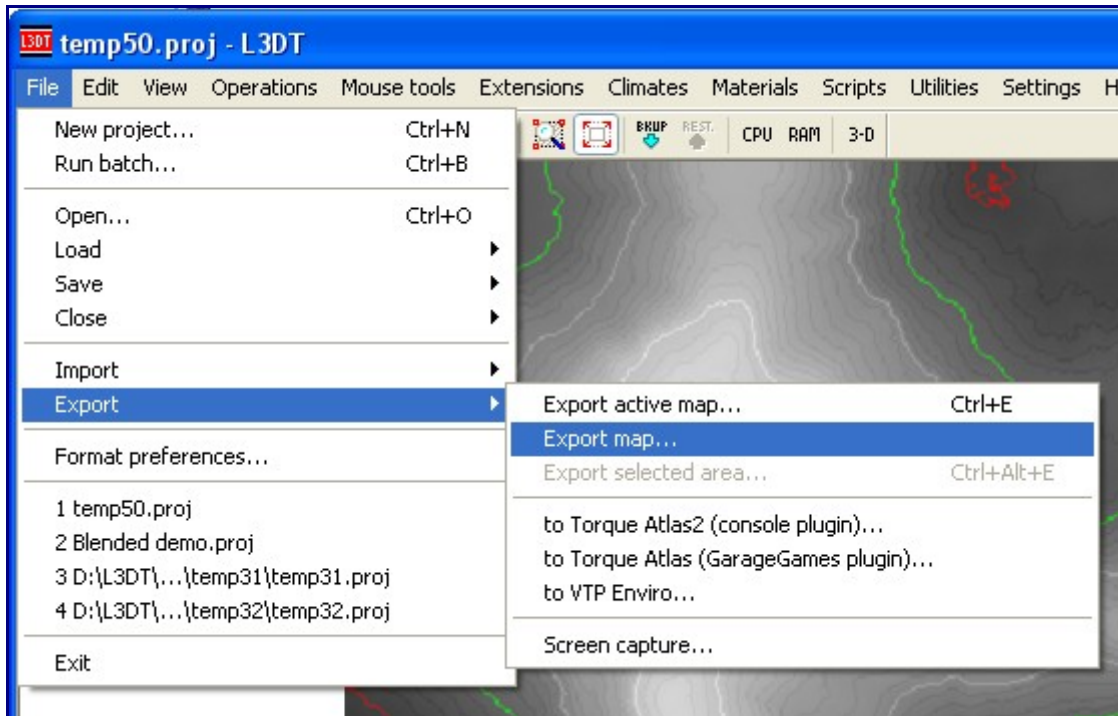 L3DT temp50.proj - L3DT
File Edit View Operations Mouse tools Extensions Climates Materials Scripts Utilities Settings H
BKUP REST. CPU RAM 3-D
New project... Ctrl+N
Run batch... Ctrl+B
Open... Ctrl+O
Load
Save
Close
Import
Export
Format preferences...
1 temp50.proj
2 Blended demo.proj
3 D:\L3DT\...\temp31\temp31.proj
4 D:\L3DT\...\temp32\temp32.proj
Exit
Export active map... Ctrl+E
Export map...
Export selected area... Ctrl+Alt+E
to Torque Atlas2 (console plugin)...
to Torque Atlas (GarageGames plugin)...
to VTP Enviro...
Screen capture...